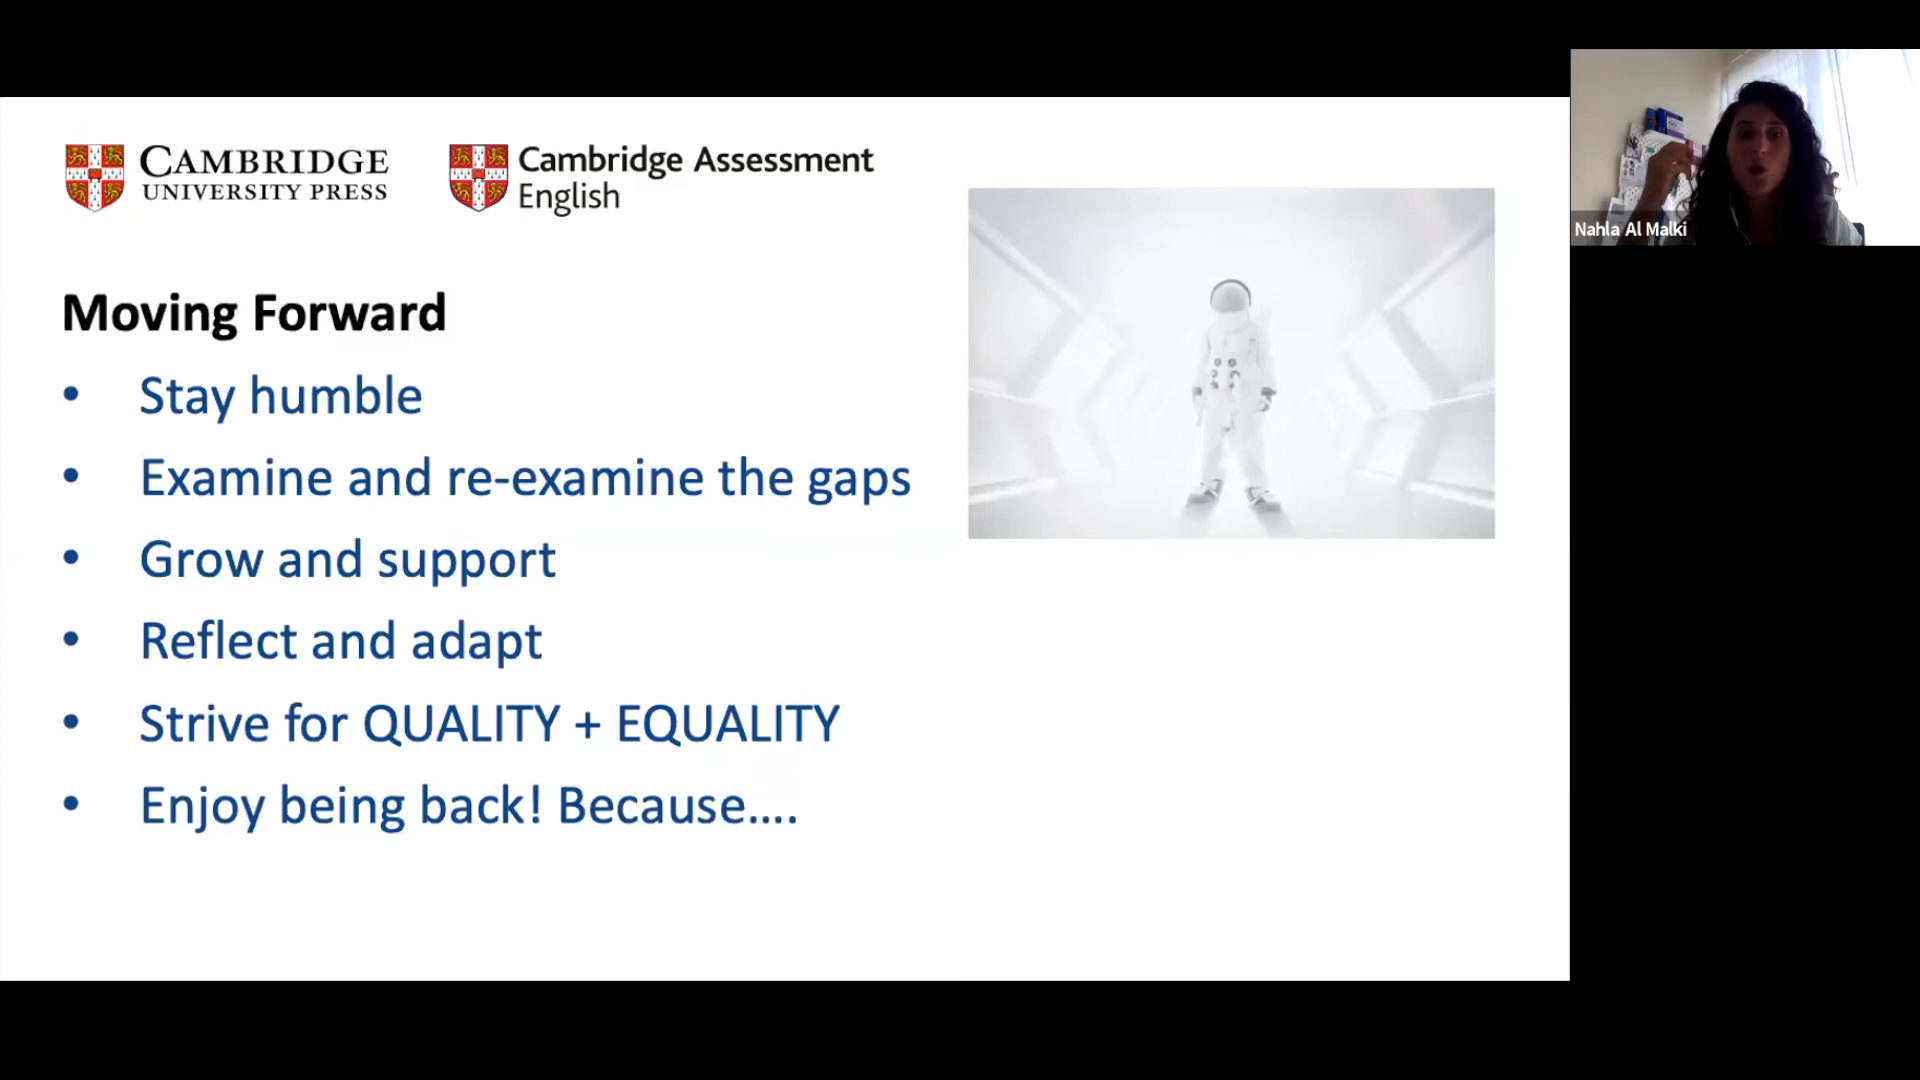 CAMBRIDGE
UNIVERSITY PRESS
Cambridge Assessment
English
Moving Forward
• Stay humble
• Examine and re-examine the gaps
• Grow and support
• Reflect and adapt
• Strive for QUALITY + EQUALITY
• Enjoy being back! Because....
Nahla Al Malki